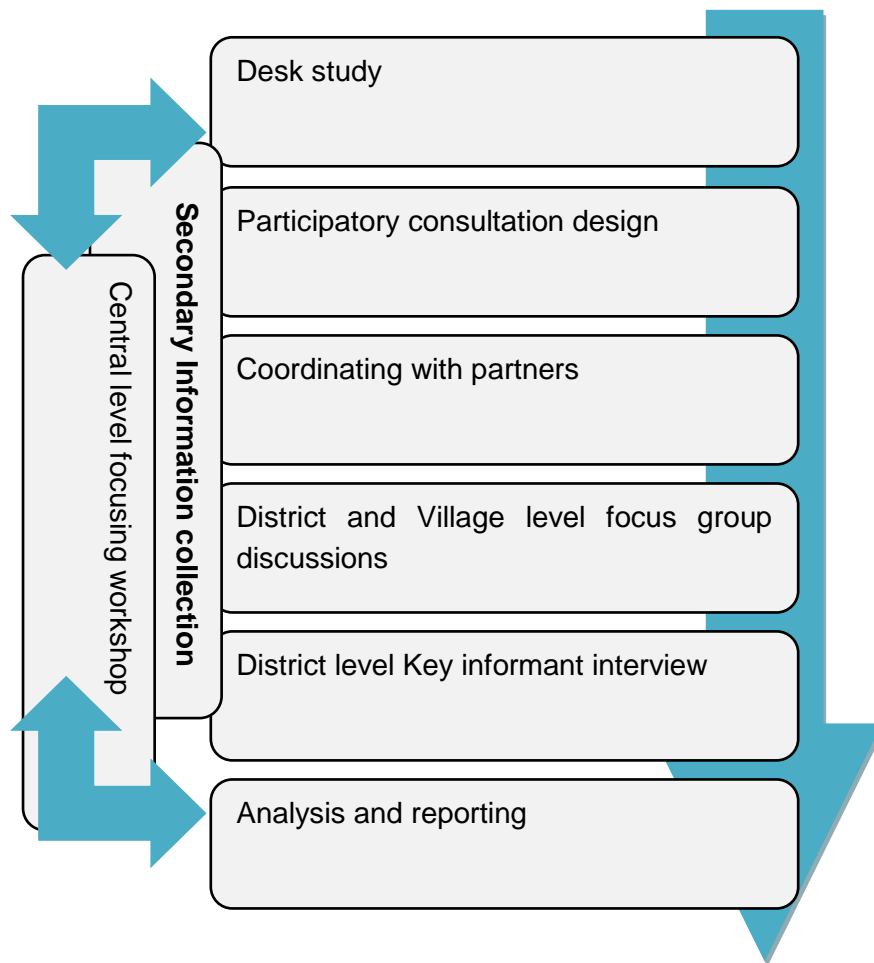 Desk study
Participatory consultation design
Coordinating with partners
District and Village level focus group
discussions
District level Key informant interview
Analysis and reporting
Secondary Information collection
Central level focusing workshop